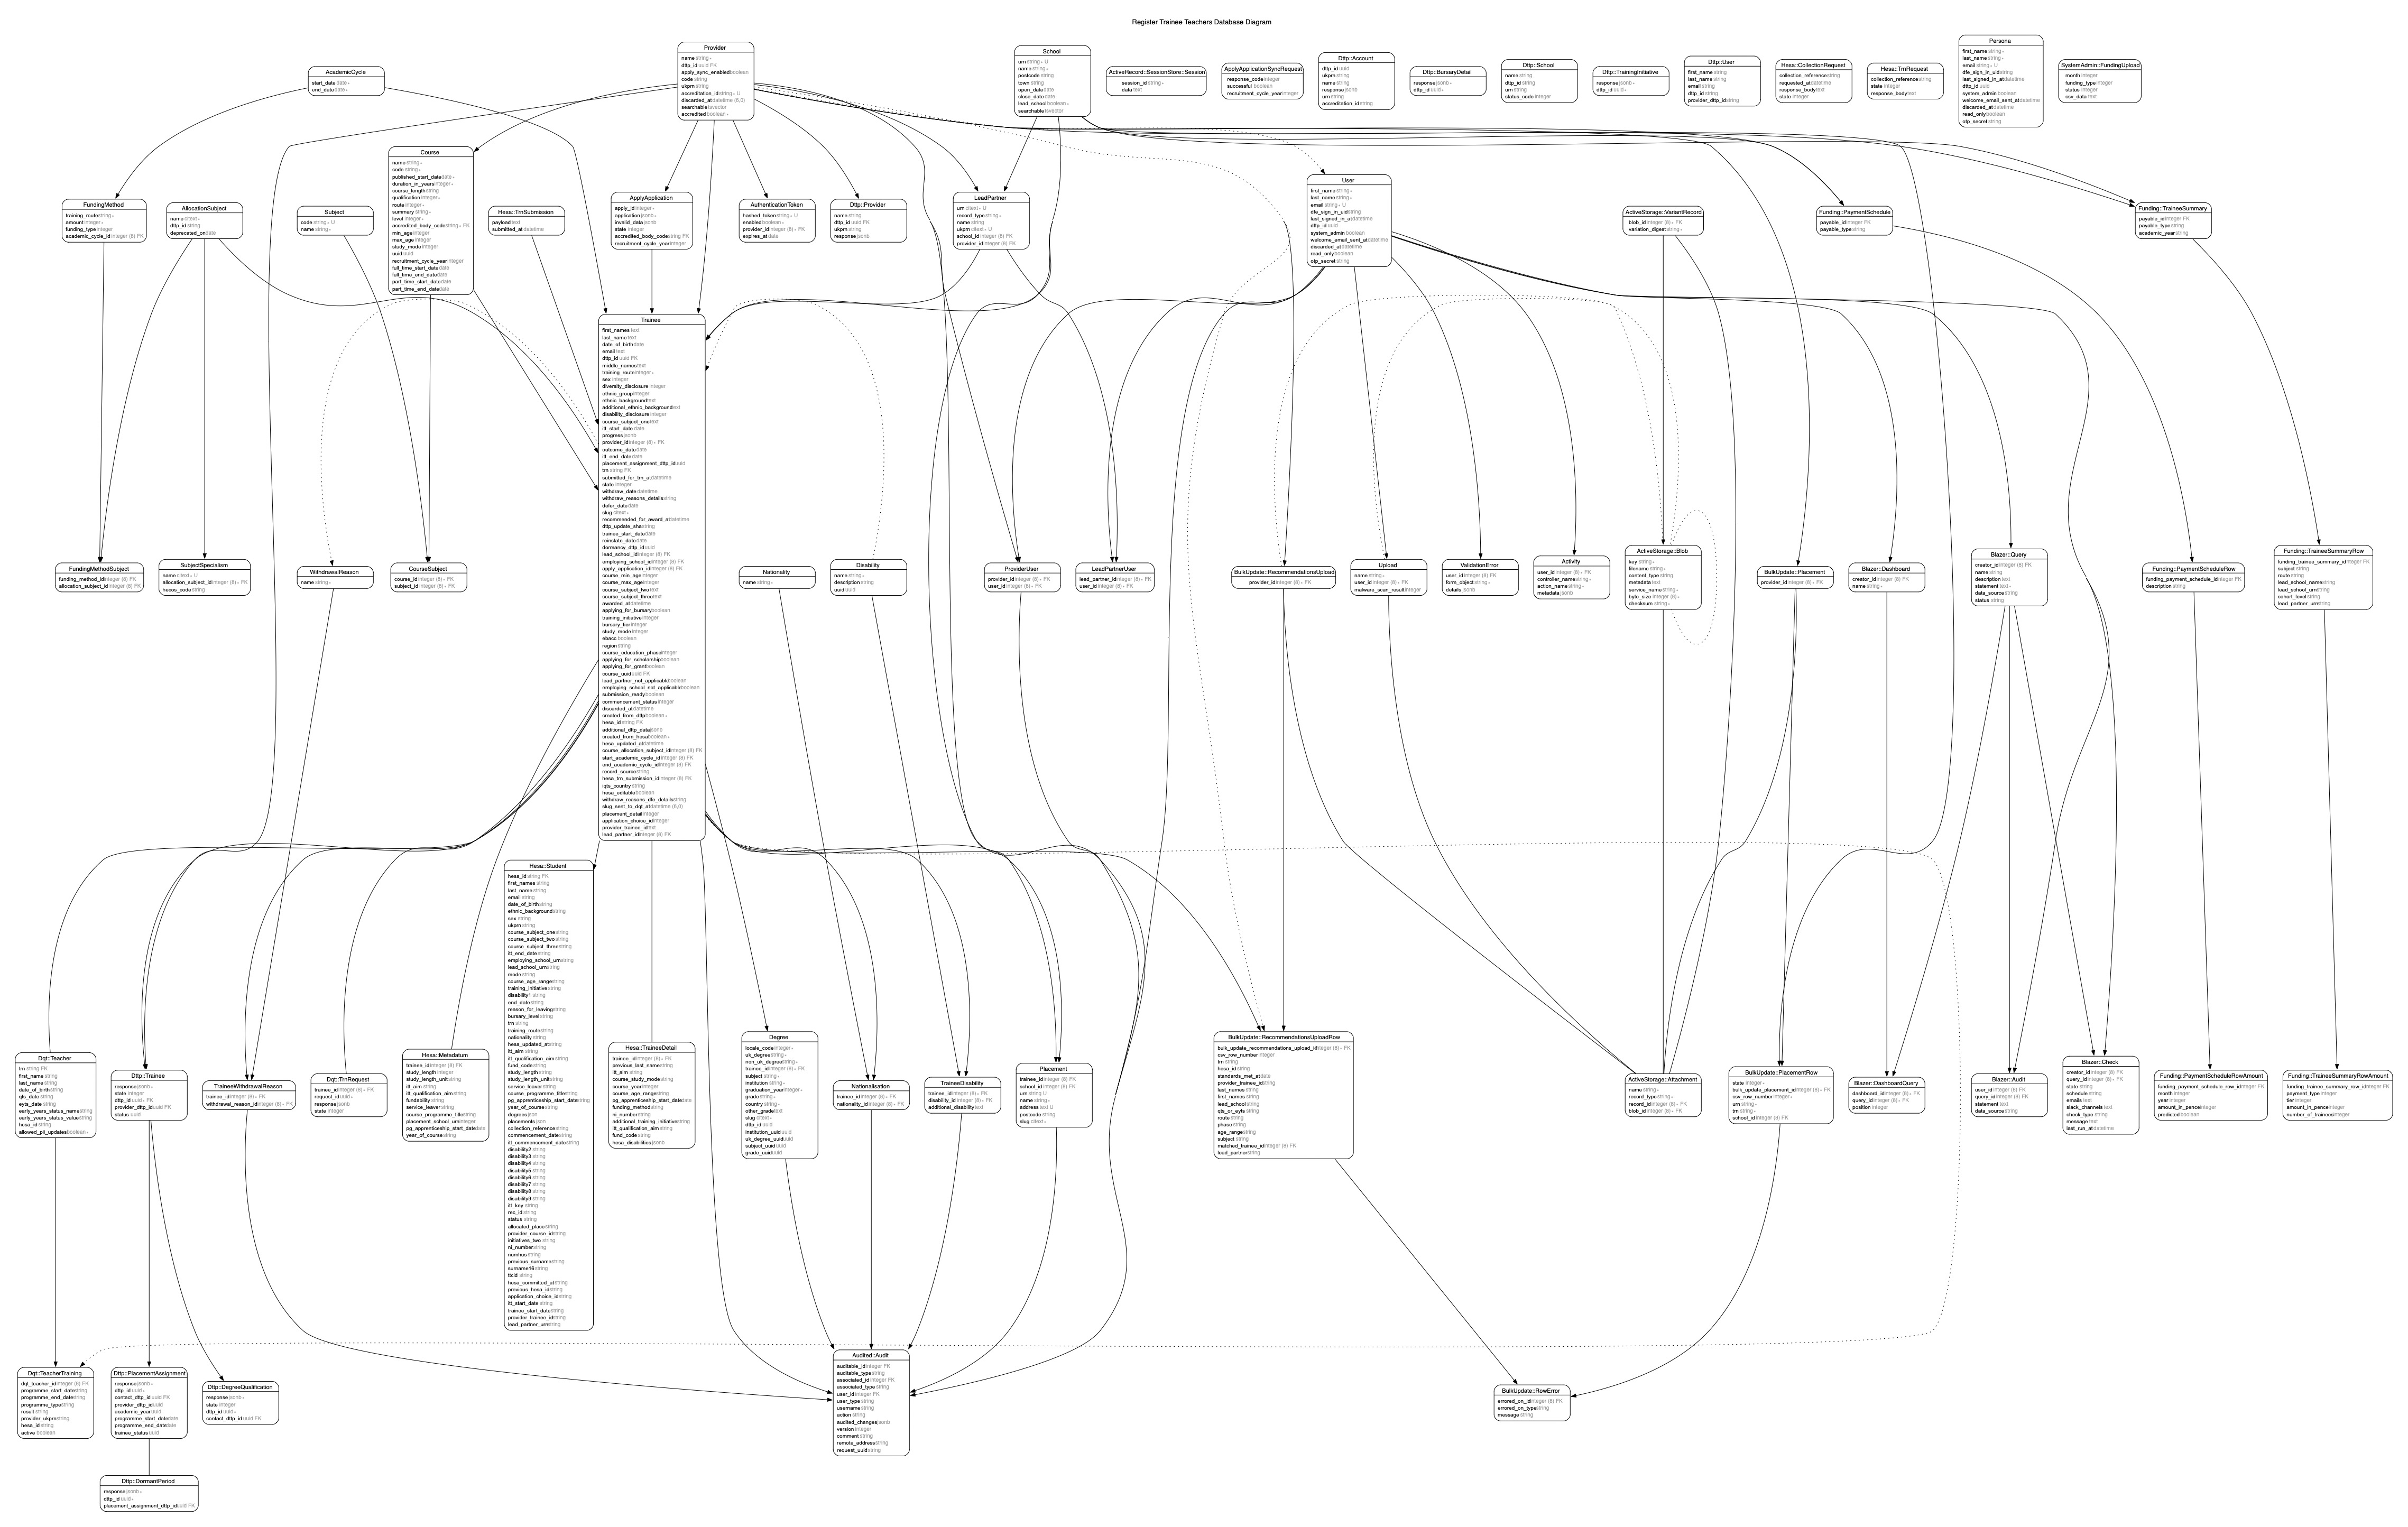 Register Trainee Teachers Database Diagram
AcademicCycle
start_date date ∗
end_date date ∗
Provider
name string ∗
dttp_id uuid FK
apply_sync_enabled boolean
code string
ukprn string
accreditation_id string ∗ U
discarded_at datetime (6,0)
searchable tsvector
accredited boolean ∗
School
urn string ∗ U
name string ∗
postcode string
town string
open_date date
close_date date
lead_school boolean ∗
searchable tsvector
ActiveRecord::SessionStore::Session
session_id string ∗
data text
ApplyApplicationSyncRequest
response_code integer
successful boolean
recruitment_cycle_year integer
Dttp::Account
dttp_id uuid
ukprn string
name string
response jsonb
urn string
accreditation_id string
Dttp::BursaryDetail
response jsonb ∗
dttp_id uuid ∗
Dttp::School
name string
dttp_id string
urn string
status_code integer
Dttp::TrainingInitiative
response jsonb ∗
dttp_id uuid ∗
Dttp::User
first_name string
last_name string
email string
dttp_id string
provider_dttp_id string
Hesa::CollectionRequest
collection_reference string
requested_at datetime
response_body text
state integer
Hesa::TrnRequest
collection_reference string
state integer
response_body text
Persona
first_name string ∗
last_name string ∗
email string ∗ U
dfe_sign_in_uid string
last_signed_in_at datetime
dttp_id uuid
system_admin boolean
welcome_email_sent_at datetime
discarded_at datetime
read_only boolean
otp_secret string
SystemAdmin::FundingUpload
month integer
funding_type integer
status integer
csv_data text
Course
name string ∗
code string ∗
published_start_date date ∗
duration_in_years integer ∗
course_length string
qualification integer ∗
route integer ∗
summary string ∗
level integer ∗
accredited_body_code string ∗ FK
min_age integer
max_age integer
study_mode integer
uuid uuid
recruitment_cycle_year integer
full_time_start_date date
full_time_end_date date
part_time_start_date date
part_time_end_date date
FundingMethod
training_route string ∗
amount integer ∗
funding_type integer
academic_cycle_id integer (8) FK
AllocationSubject
name citext ∗
dttp_id string
deprecated_on date
Subject
code string ∗ U
name string ∗
Hesa::TrnSubmission
payload text
submitted_at datetime
ApplyApplication
apply_id integer ∗
application jsonb ∗
invalid_data jsonb
state integer
accredited_body_code string FK
recruitment_cycle_year integer
AuthenticationToken
hashed_token string ∗ U
enabled boolean ∗
provider_id integer (8) ∗ FK
expires_at date
Dttp::Provider
name string
dttp_id uuid FK
ukprn string
response jsonb
LeadPartner
urn citext ∗ U
record_type string ∗
name string
ukprn citext ∗ U
school_id integer (8) FK
provider_id integer (8) FK
User
first_name string ∗
last_name string ∗
email string ∗ U
dfe_sign_in_uid string
last_signed_in_at datetime
dttp_id uuid
system_admin boolean
welcome_email_sent_at datetime
discarded_at datetime
read_only boolean
otp_secret string
ActiveStorage::VariantRecord
blob_id integer (8) ∗ FK
variation_digest string ∗
Funding::PaymentSchedule
payable_id integer FK
payable_type string
Funding::TraineeSummary
payable_id integer FK
payable_type string
academic_year string
Trainee
first_names text
last_name text
date_of_birth date
email text
dttp_id uuid FK
middle_names text
training_route integer ∗
sex integer
diversity_disclosure integer
ethnic_group integer
ethnic_background text
additional_ethnic_background text
disability_disclosure integer
course_subject_one text
itt_start_date date
progress jsonb
provider_id integer (8) ∗ FK
outcome_date date
itt_end_date date
placement_assignment_dttp_id uuid
trn string FK
submitted_for_trn_at datetime
state integer
withdraw_date datetime
withdraw_reasons_details string
defer_date date
slug citext ∗
recommended_for_award_at datetime
dttp_update_sha string
trainee_start_date date
reinstate_date date
dormancy_dttp_id uuid
lead_school_id integer (8) FK
employing_school_id integer (8) FK
apply_application_id integer (8) FK
course_min_age integer
course_max_age integer
course_subject_two text
course_subject_three text
awarded_at datetime
applying_for_bursary boolean
training_initiative integer
bursary_tier integer
study_mode integer
ebacc boolean
region string
course_education_phase integer
applying_for_scholarship boolean
applying_for_grant boolean
course_uuid uuid FK
lead_partner_not_applicable boolean
employing_school_not_applicable boolean
submission_ready boolean
commencement_status integer
discarded_at datetime
created_from_dttp boolean ∗
hesa_id string FK
additional_dttp_data jsonb
created_from_hesa boolean ∗
hesa_updated_at datetime
course_allocation_subject_id integer (8) FK
start_academic_cycle_id integer (8) FK
end_academic_cycle_id integer (8) FK
record_source string
hesa_trn_submission_id integer (8) FK
iqts_country string
hesa_editable boolean
withdraw_reasons_dfe_details string
slug_sent_to_dqt_at datetime (6,0)
placement_detail integer
application_choice_id integer
provider_trainee_id text
lead_partner_id integer (8) FK
FundingMethodSubject
funding_method_id integer (8) FK
allocation_subject_id integer (8) FK
SubjectSpecialism
name citext ∗ U
allocation_subject_id integer (8) ∗ FK
hecos_code string
WithdrawalReason
name string ∗
CourseSubject
course_id integer (8) ∗ FK
subject_id integer (8) ∗ FK
Nationality
name string ∗
Disability
name string ∗
description string
uuid uuid
ProviderUser
provider_id integer (8) ∗ FK
user_id integer (8) ∗ FK
LeadPartnerUser
lead_partner_id integer (8) ∗ FK
user_id integer (8) ∗ FK
BulkUpdate::RecommendationsUpload
provider_id integer (8) ∗ FK
Upload
name string ∗
user_id integer (8) ∗ FK
malware_scan_result integer
ValidationError
user_id integer (8) FK
form_object string ∗
details jsonb
Activity
user_id integer (8) ∗ FK
controller_name string ∗
action_name string ∗
metadata jsonb
ActiveStorage::Blob
key string ∗
filename string ∗
content_type string
metadata text
service_name string ∗
byte_size integer (8) ∗
checksum string ∗
BulkUpdate::Placement
provider_id integer (8) ∗ FK
Blazer::Dashboard
creator_id integer (8) FK
name string
Blazer::Query
creator_id integer (8) FK
name string
description text
statement text ∗
data_source string
status string
Funding::PaymentScheduleRow
funding_payment_schedule_id integer FK
description string
Funding::TraineeSummaryRow
funding_trainee_summary_id integer FK
subject string
route string
lead_school_name string
lead_school_urn string
cohort_level string
lead_partner_urn string
Hesa::Student
hesa_id string FK
first_names string
last_name string
email string
date_of_birth string
ethnic_background string
sex string
ukprn string
course_subject_one string
course_subject_two string
course_subject_three string
itt_end_date string
employing_school_urn string
lead_school_urn string
mode string
course_age_range string
training_initiative string
disability1 string
end_date string
reason_for_leaving string
bursary_level string
trn string
training_route string
nationality string
hesa_updated_at string
itt_aim string
itt_qualification_aim string
fund_code string
study_length string
study_length_unit string
service_leaver string
course_programme_title string
pg_apprenticeship_start_date string
year_of_course string
degrees json
placements json
collection_reference string
commencement_date string
itt_commencement_date string
disability2 string
disability3 string
disability4 string
disability5 string
disability6 string
disability7 string
disability8 string
disability9 string
itt_key string
rec_id string
status string
allocated_place string
provider_course_id string
initiatives_two string
ni_number string
numhus string
previous_surname string
surname16 string
ttcid string
hesa_committed_at string
previous_hesa_id string
application_choice_id string
itt_start_date string
trainee_start_date string
provider_trainee_id string
lead_partner_urn string
Dqt::Teacher
trn string FK
first_name string
last_name string
date_of_birth string
qts_date string
eyts_date string
early_years_status_name string
early_years_status_value string
hesa_id string
allowed_pii_updates boolean ∗
Dttp::Trainee
response jsonb ∗
state integer
dttp_id uuid ∗ FK
provider_dttp_id uuid FK
status uuid
TraineeWithdrawalReason
trainee_id integer (8) ∗ FK
withdrawal_reason_id integer (8) ∗ FK
Dqt::TrnRequest
trainee_id integer (8) ∗ FK
request_id uuid ∗
response jsonb
state integer
Hesa::Metadatum
trainee_id integer (8) FK
study_length integer
study_length_unit string
itt_aim string
itt_qualification_aim string
fundability string
service_leaver string
course_programme_title string
placement_school_urn integer
pg_apprenticeship_start_date date
year_of_course string
Hesa::TraineeDetail
trainee_id integer (8) ∗ FK
previous_last_name string
itt_aim string
course_study_mode string
course_year integer
course_age_range string
pg_apprenticeship_start_date date
funding_method string
ni_number string
additional_training_initiative string
itt_qualification_aim string
fund_code string
hesa_disabilities jsonb
Degree
locale_code integer ∗
uk_degree string ∗
non_uk_degree string ∗
trainee_id integer (8) ∗ FK
subject string ∗
institution string ∗
graduation_year integer ∗
grade string ∗
country string ∗
other_grade text
slug citext ∗
dttp_id uuid
institution_uuid uuid
uk_degree_uuid uuid
subject_uuid uuid
grade_uuid uuid
Nationalisation
trainee_id integer (8) ∗ FK
nationality_id integer (8) ∗ FK
TraineeDisability
trainee_id integer (8) ∗ FK
disability_id integer (8) ∗ FK
additional_disability text
Placement
trainee_id integer (8) FK
school_id integer (8) FK
urn string U
name string ∗
address text U
postcode string
slug citext ∗
BulkUpdate::RecommendationsUploadRow
bulk_update_recommendations_upload_id integer (8) ∗ FK
csv_row_number integer
trn string
hesa_id string
standards_met_at date
provider_trainee_id string
last_names string
first_names string
lead_school string
qts_or_eyts string
route string
phase string
age_range string
subject string
matched_trainee_id integer (8) FK
lead_partner string
ActiveStorage::Attachment
name string ∗
record_type string ∗
record_id integer (8) ∗ FK
blob_id integer (8) ∗ FK
BulkUpdate::PlacementRow
state integer ∗
bulk_update_placement_id integer (8) ∗ FK
csv_row_number integer ∗
urn string ∗
trn string ∗
school_id integer (8) FK
Blazer::DashboardQuery
dashboard_id integer (8) FK
query_id integer (8) FK
position integer
Blazer::Audit
user_id integer (8) FK
query_id integer (8) FK
statement text
data_source string
Blazer::Check
creator_id integer (8) FK
query_id integer (8) FK
state string
schedule string
emails text
slack_channels text
check_type string
message text
last_run_at datetime
Funding::PaymentScheduleRowAmount
funding_payment_schedule_row_id integer FK
month integer
year integer
amount_in_pence integer
predicted boolean
Funding::TraineeSummaryRowAmount
funding_trainee_summary_row_id integer FK
payment_type integer
tier integer
amount_in_pence integer
number_of_trainees integer
Dqt::TeacherTraining
dqt_teacher_id integer (8) FK
programme_start_date string
programme_end_date string
programme_type string
result string
provider_ukprn string
hesa_id string
active boolean
Dttp::PlacementAssignment
response jsonb ∗
dttp_id uuid ∗
contact_dttp_id uuid FK
provider_dttp_id uuid
academic_year uuid
programme_start_date date
programme_end_date date
trainee_status uuid
Dttp::DegreeQualification
response jsonb ∗
state integer
dttp_id uuid ∗
contact_dttp_id uuid FK
Audited::Audit
auditable_id integer FK
auditable_type string
associated_id integer FK
associated_type string
user_id integer FK
user_type string
username string
action string
audited_changes jsonb
version integer
comment string
remote_address string
request_uuid string
BulkUpdate::RowError
errored_on_id integer (8) FK
errored_on_type string
message string
Dttp::DormantPeriod
response jsonb ∗
dttp_id uuid ∗
placement_assignment_dttp_id uuid FK